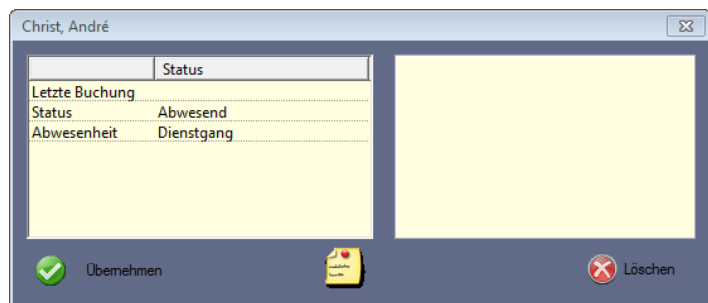 Christ, André
Status
Letzte Buchung
Status Abwesend
Abwesenheit Dienstgang
Übernehmen
Löschen